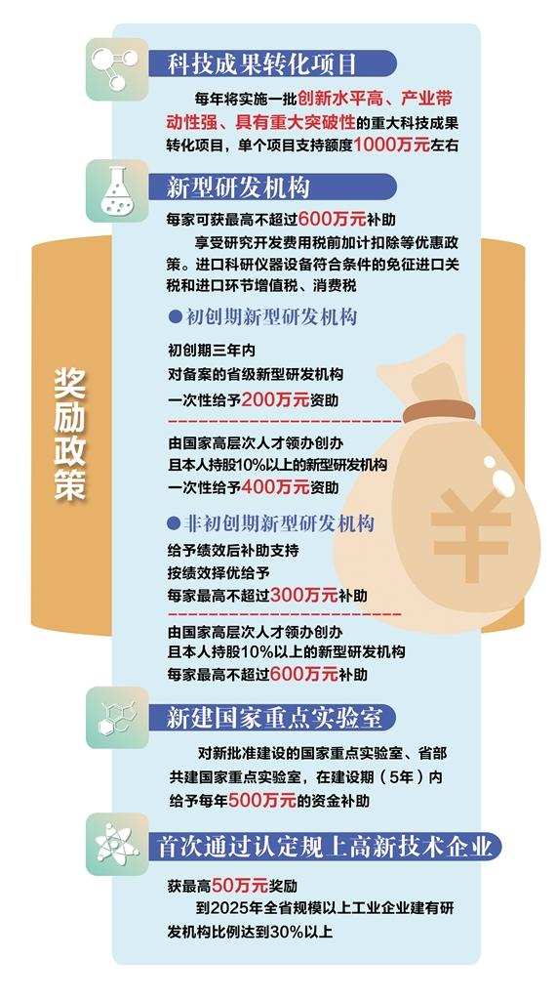 奖励政策
科技成果转化项目
每年将实施一批创新水平高、产业带
动性强、具有重大突破性的重大科技成果
转化项目，单个项目支持额度1000万元左右
新型研发机构
每家可获最高不超过600万元补助
享受研究开发费用税前加计扣除等优惠政
策。进口科研仪器设备符合条件的免征进口关
税和进口环节增值税、消费税
●初创期新型研发机构
初创期三年内
对备案的省级新型研发机构
一次性给予200万元资助
由国家高层次人才领办创办
且本人持股10%以上的新型研发机构
一次性给予400万元资助
●非初创期新型研发机构
给予绩效后补助支持
按绩效择优给予
每家最高不超过300万元补助
由国家高层次人才领办创办
且本人持股10%以上的新型研发机构
每家最高不超过600万元补助
¥
新建国家重点实验室
对新批准建设的国家重点实验室、省部
共建国家重点实验室，在建设期（5年）内
给予每年500万元的资金补助
首次通过认定规上高新技术企业
获最高50万元奖励
到2025年全省规模以上工业企业建有研
发机构比例达到30%以上